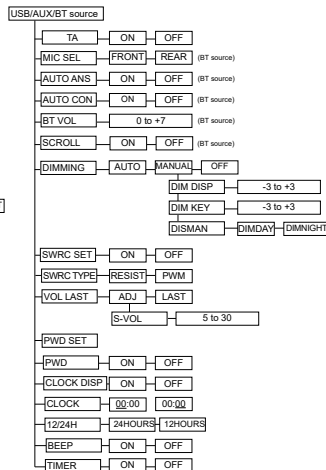 USB/AUX/BT source
TA ON OFF
MIC SEL FRONT REAR (BT source)
AUTO ANS ON OFF (BT source)
AUTO CON ON OFF (BT source)
BT VOL 0 to +7 (BT source)
SCROLL ON OFF (BT source)
DIMMING AUTO MANUAL OFF
DIM DISP -3 to +3
DIM KEY -3 to +3
DISMAN DIMDAY DIMNIGHT
SWRC SET ON OFF
SWRC TYPE RESIST PWM
VOL LAST ADJ LAST
S-VOL 5 to 30
PWD SET
PWD ON OFF
CLOCK DISP ON OFF
CLOCK 00:00 00:00
12/24H 24HOURS 12HOURS
BEEP ON OFF
TIMER ON OFF